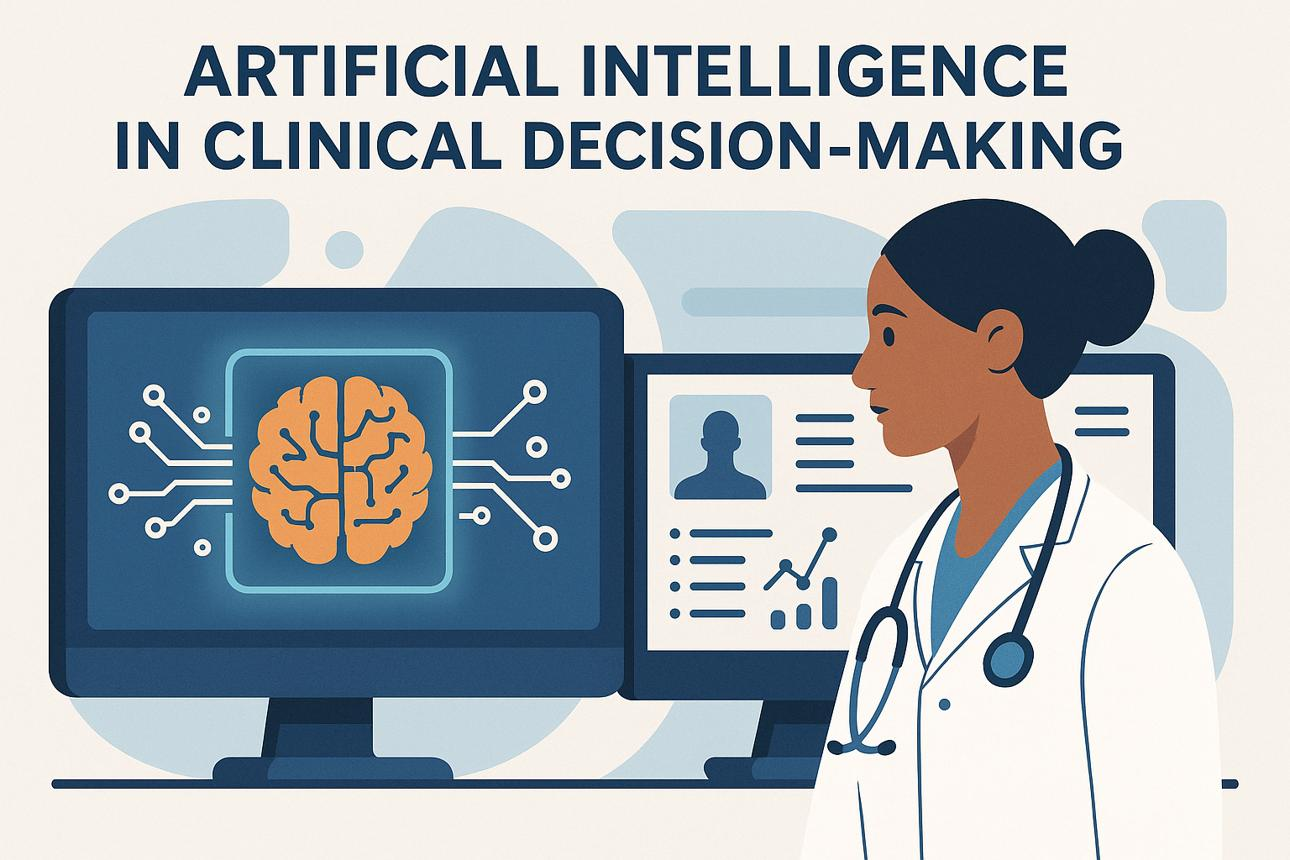 ARTIFICIAL INTELLIGENCE
IN CLINICAL DECISION-MAKING